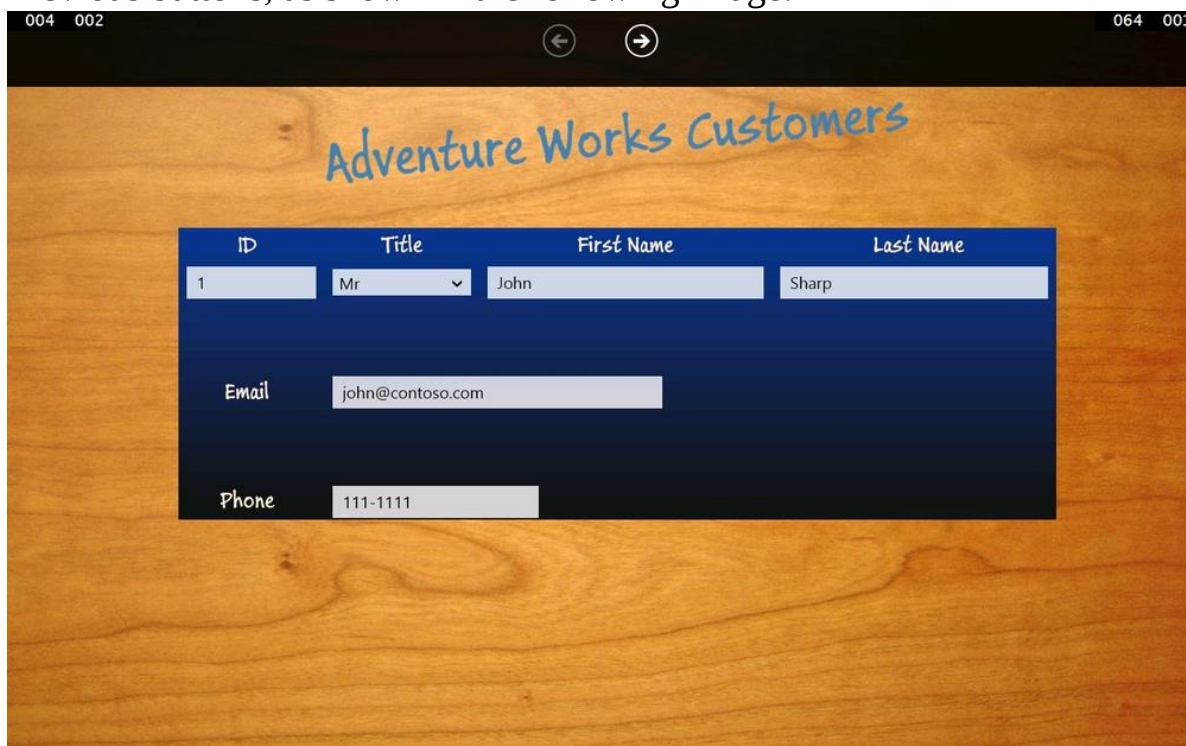 004 002
064
Adventure Works Customers
ID Title First Name Last Name
1 Mr John Sharp
Email john@contoso.com
Phone 111-1111